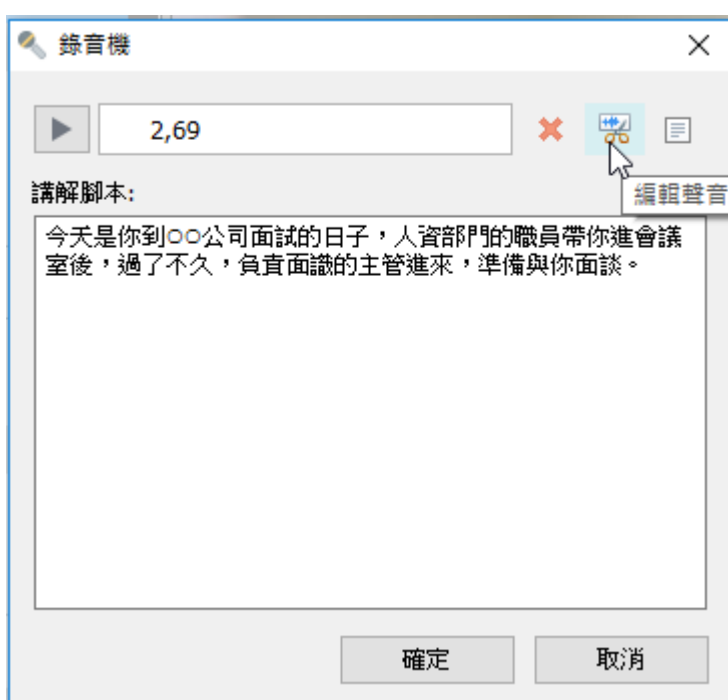 錄音機
2,69
編輯聲音
講解腳本:
今天是你到○○公司面試的日子，人資部門的職員帶你進會議
室後，過了不久，負責面識的主管進來，準備與你面談。
確定
取消